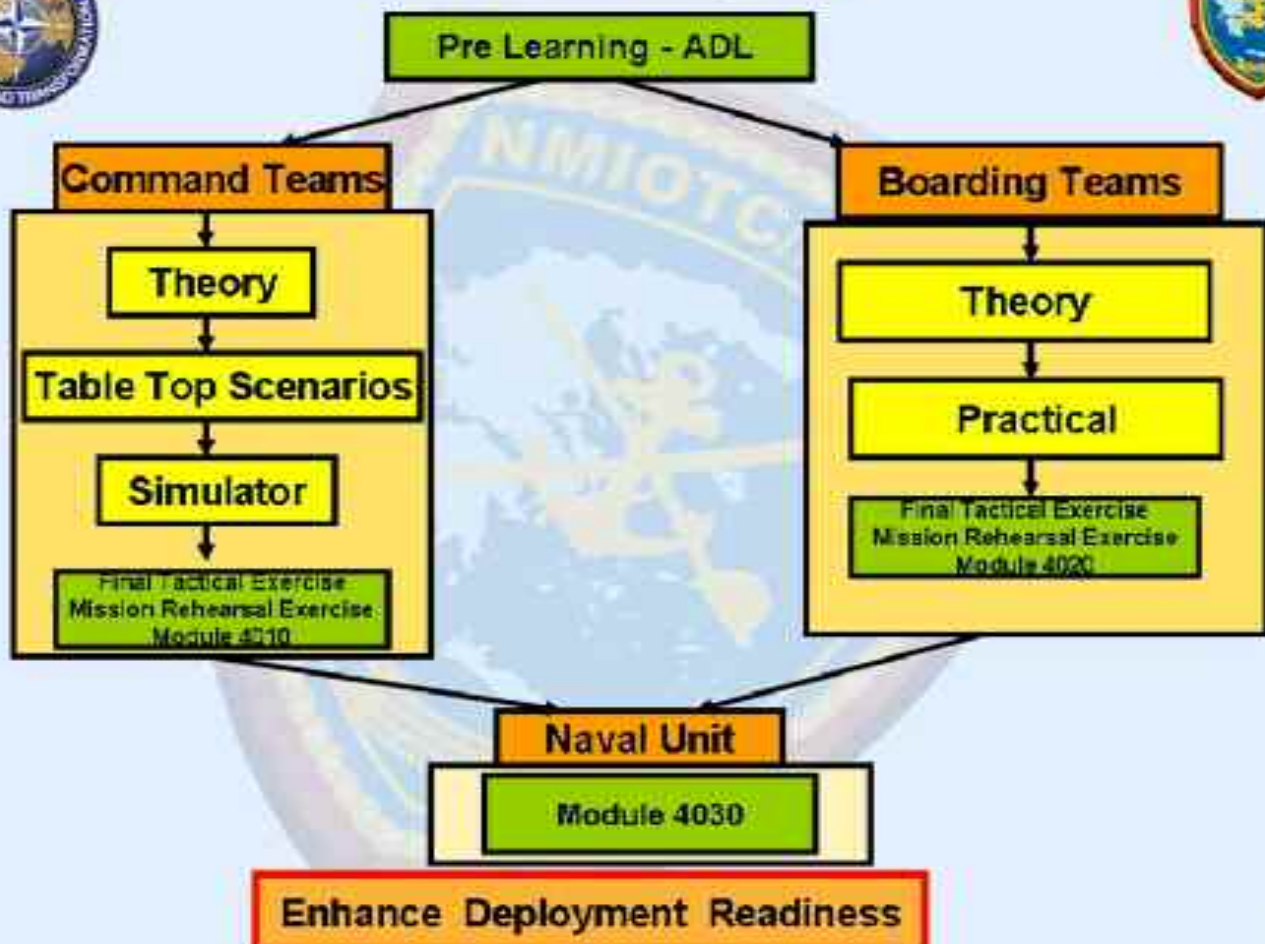 Pre Learning - ADL
Command Teams
Theory
Table Top Scenarios
Simulator
Final Tactical Exercise
Mission Rehearsal Exercise
Module 4010
Boarding Teams
Theory
Practical
Final Tactical Exercise
Mission Rehearsal Exercise
Module 4020
NMIOTC
Naval Unit
Module 4030
Enhance Deployment Readiness